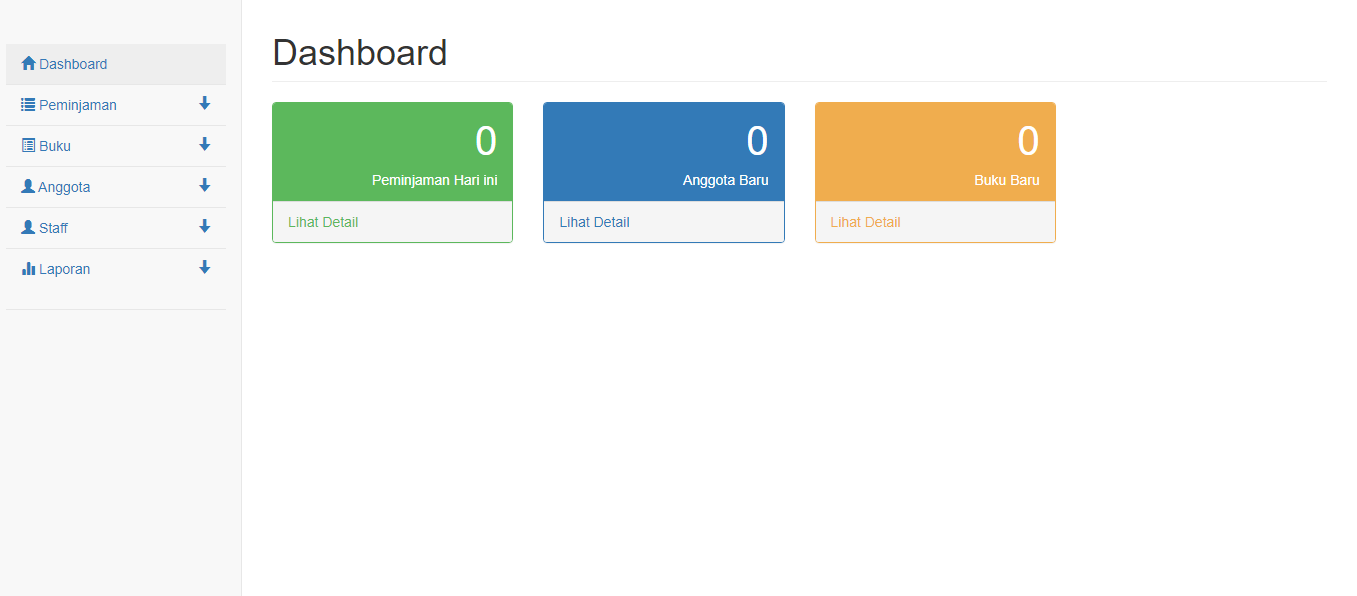 Dashboard
Peminjaman
Buku
Anggota
Staff
Laporan
Dashboard
0
Peminjaman Hari ini
Lihat Detail
0
Anggota Baru
Lihat Detail
0
Buku Baru
Lihat Detail